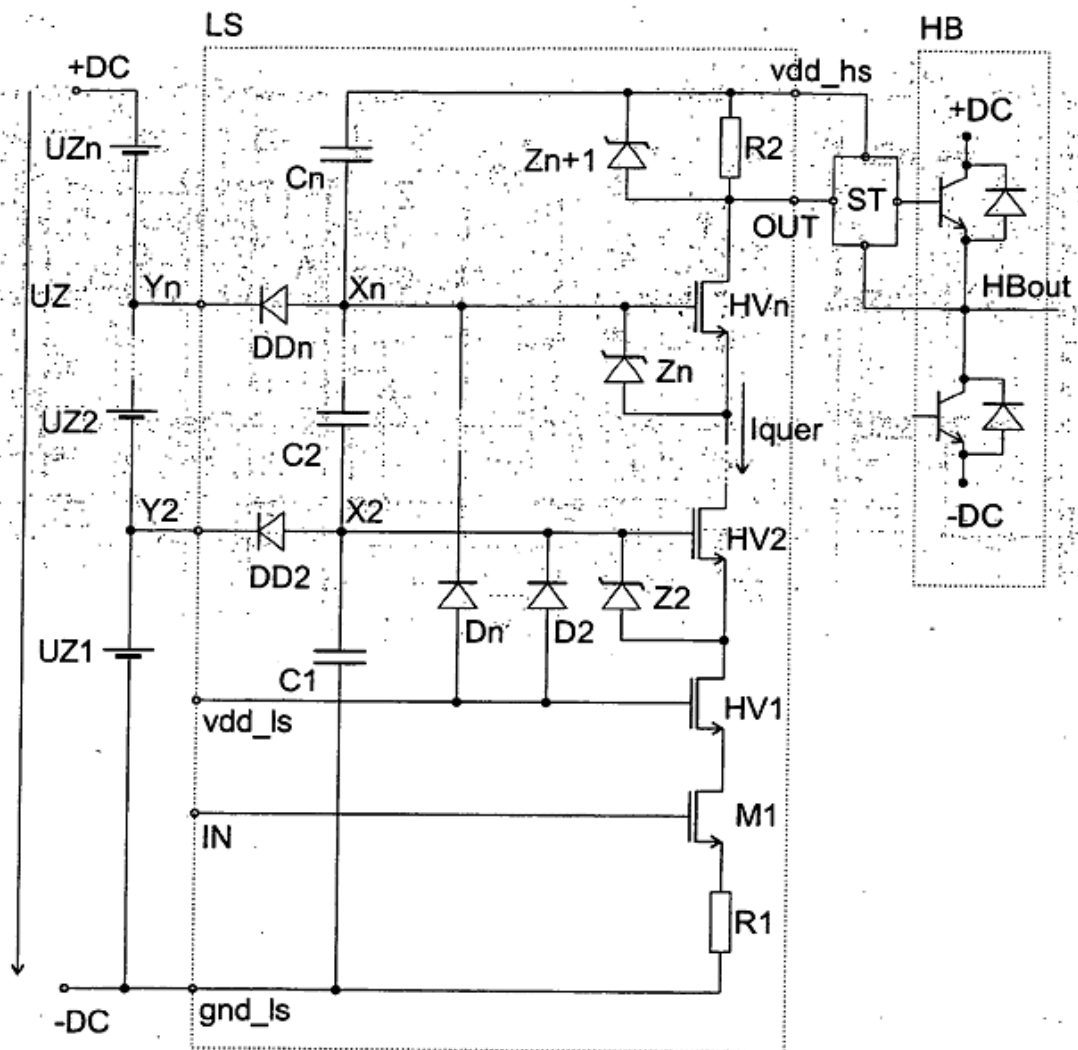 LS
HB
+DC
vdd_hs
+DC
UZn
Cn
Zn+1
R2
ST
OUT
UZ
Yn
Xn
HVn
HBout
DDn
Zn
UZ2
C2
Iquer
Y2
X2
HV2
-DC
DD2
Dn
D2
Z2
UZ1
C1
HV1
vdd_ls
M1
IN
R1
-DC
gnd_ls